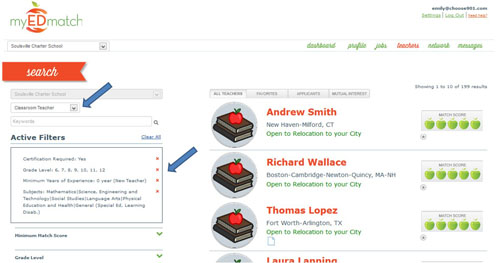 emily@choose901.com
Settings | Log Out | need help?
myEDmatch
Soulsville Charter School
dashboard profile jobs teachers network messages
search
Showing 1 to 10 of 199 results
Soulsville Charter School
Classroom Teacher
Keywords
Active Filters
Clear All
Certification Required: Yes
Grade Level: 6, 7, 8, 9, 10, 11, 12
Minimum Years of Experience: 0 year (New Teacher)
Subjects: Mathematics|Science, Engineering and
Technology|Social Studies|Language Arts|Physical
Education and Health|General (Special Ed, Learning
Disab.)
Minimum Match Score
Grade Level
ALL TEACHERS
FAVORITES
APPLICANTS
MUTUAL INTEREST
Andrew Smith
New Haven-Milford, CT
Open to Relocation to your City
MATCH SCORE
Richard Wallace
Boston-Cambridge-Newton-Quincy, MA-NH
Open to Relocation to your City
MATCH SCORE
Thomas Lopez
Fort Worth-Arlington, TX
Open to Relocation to your City
MATCH SCORE
Laura Lanning